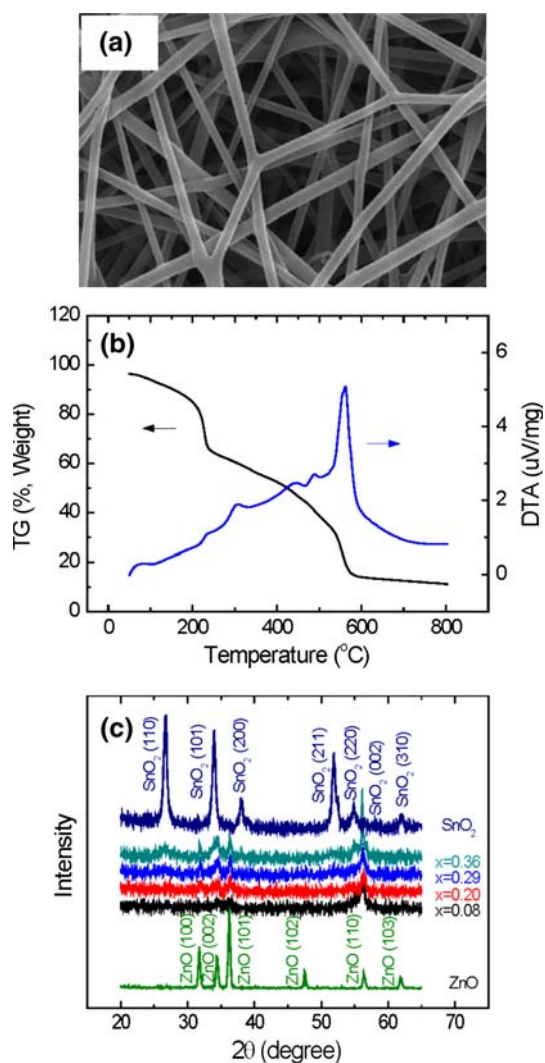 (a)
(b)
120
100
80
60
40
20
0
TG (%, Weight)
6
4
2
0
DTA (uV/mg)
0 200 400 600 800
Temperature (°C)
(c)
SnO₂ (110)
SnO₂ (101)
SnO₂ (200)
SnO₂ (211)
SnO₂ (220)
SnO₂ (002)
SnO₂ (310)
SnO₂
x=0.36
x=0.29
x=0.20
x=0.08
ZnO (100)
ZnO (002)
ZnO (101)
ZnO (102)
ZnO (110)
ZnO (103)
ZnO
Intensity
20 30 40 50 60 70
2θ (degree)